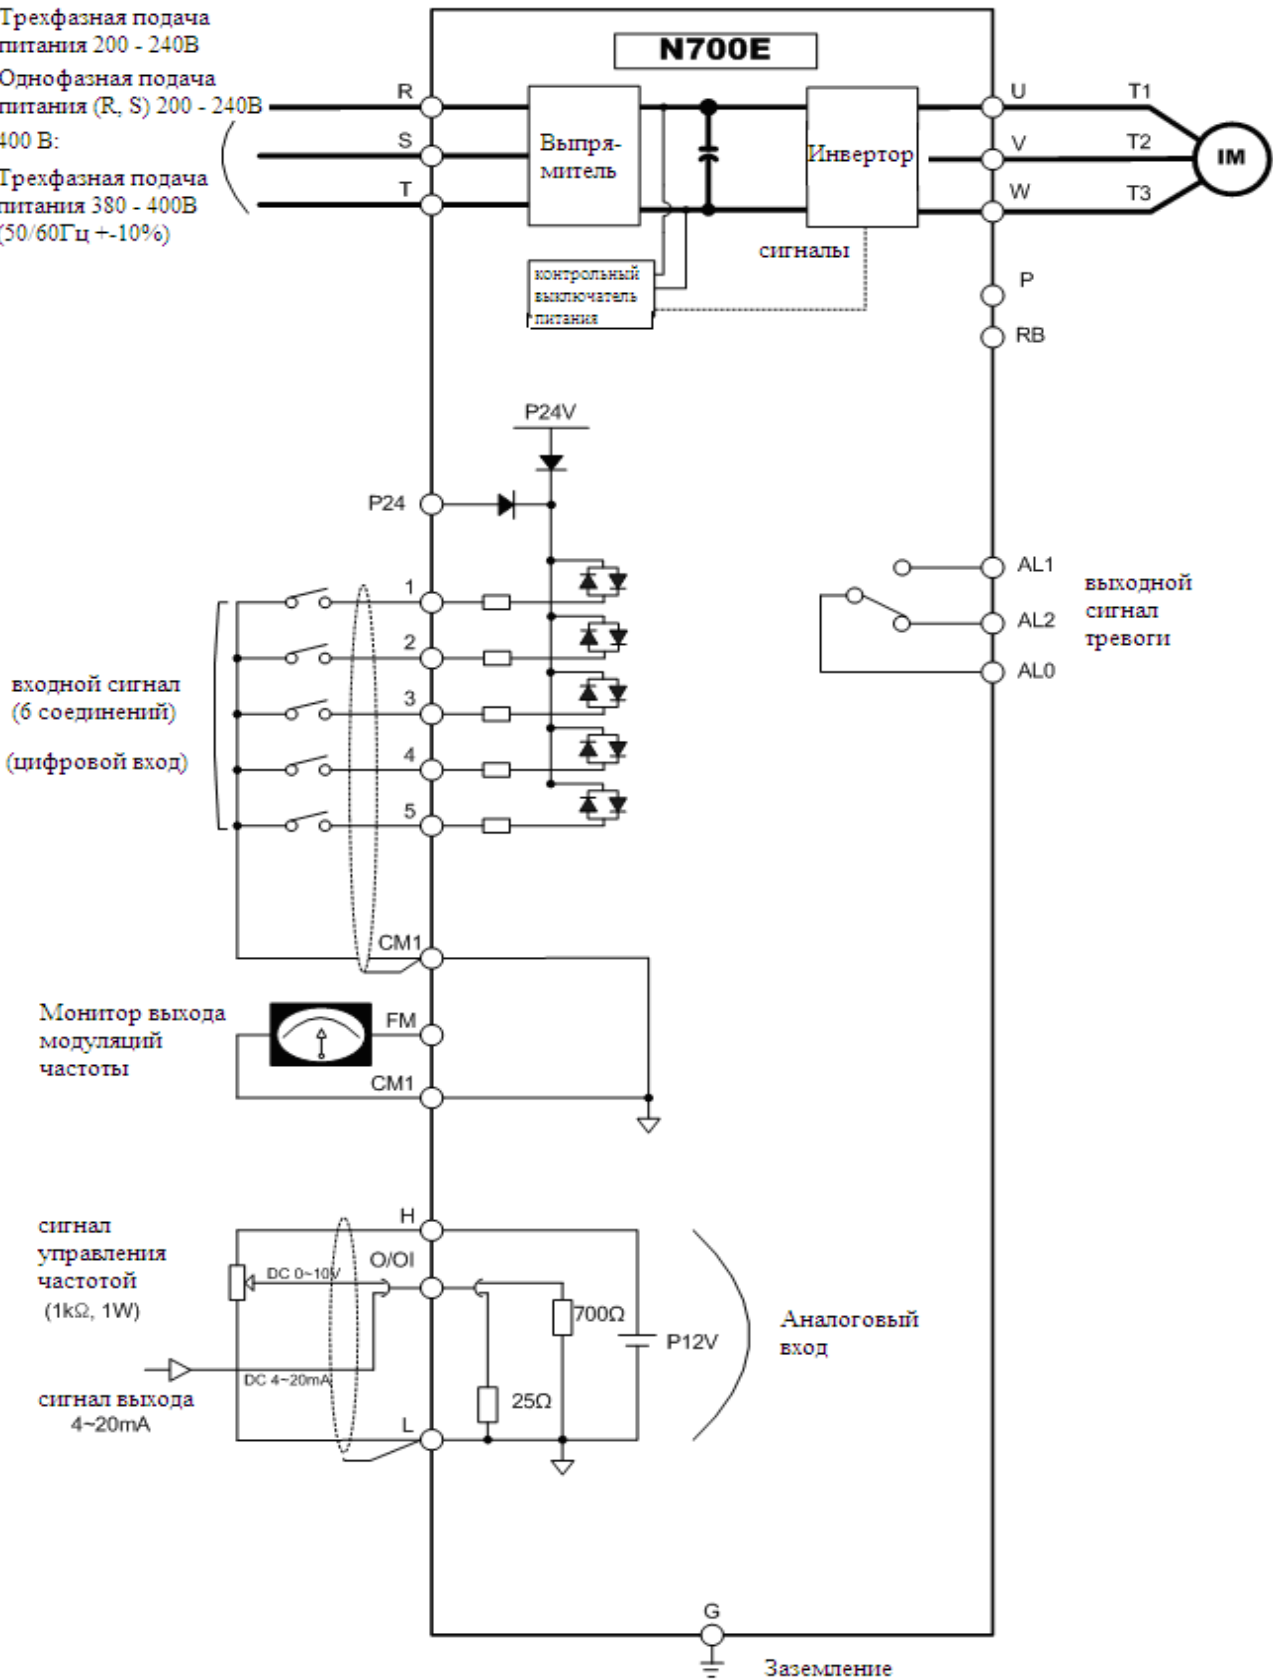 Трехфазная подача
питания 200 - 240В
Однофазная подача
питания (R, S) 200 - 240В
400 В:
Трехфазная подача
питания 380 - 400В
(50/60Гц +-10%)
N700E
R
S
T
Выпря-
митель
Инвертор
U
V
W
T1
T2
T3
IM
сигналы
контрольный
выключатель
питания
P
RB
P24V
P24
1
2
3
4
5
входной сигнал
(6 соединений)
(цифровой вход)
AL1
AL2
AL0
выходной
сигнал
тревоги
CM1
Монитор выхода
модуляций
частоты
FM
CM1
сигнал
управления
частотой
(1kΩ, 1W)
H
O/OI
DC 0~10V
DC 4~20mA
сигнал выхода
4~20mA
L
700Ω
25Ω
P12V
Аналоговый
вход
G
Заземление